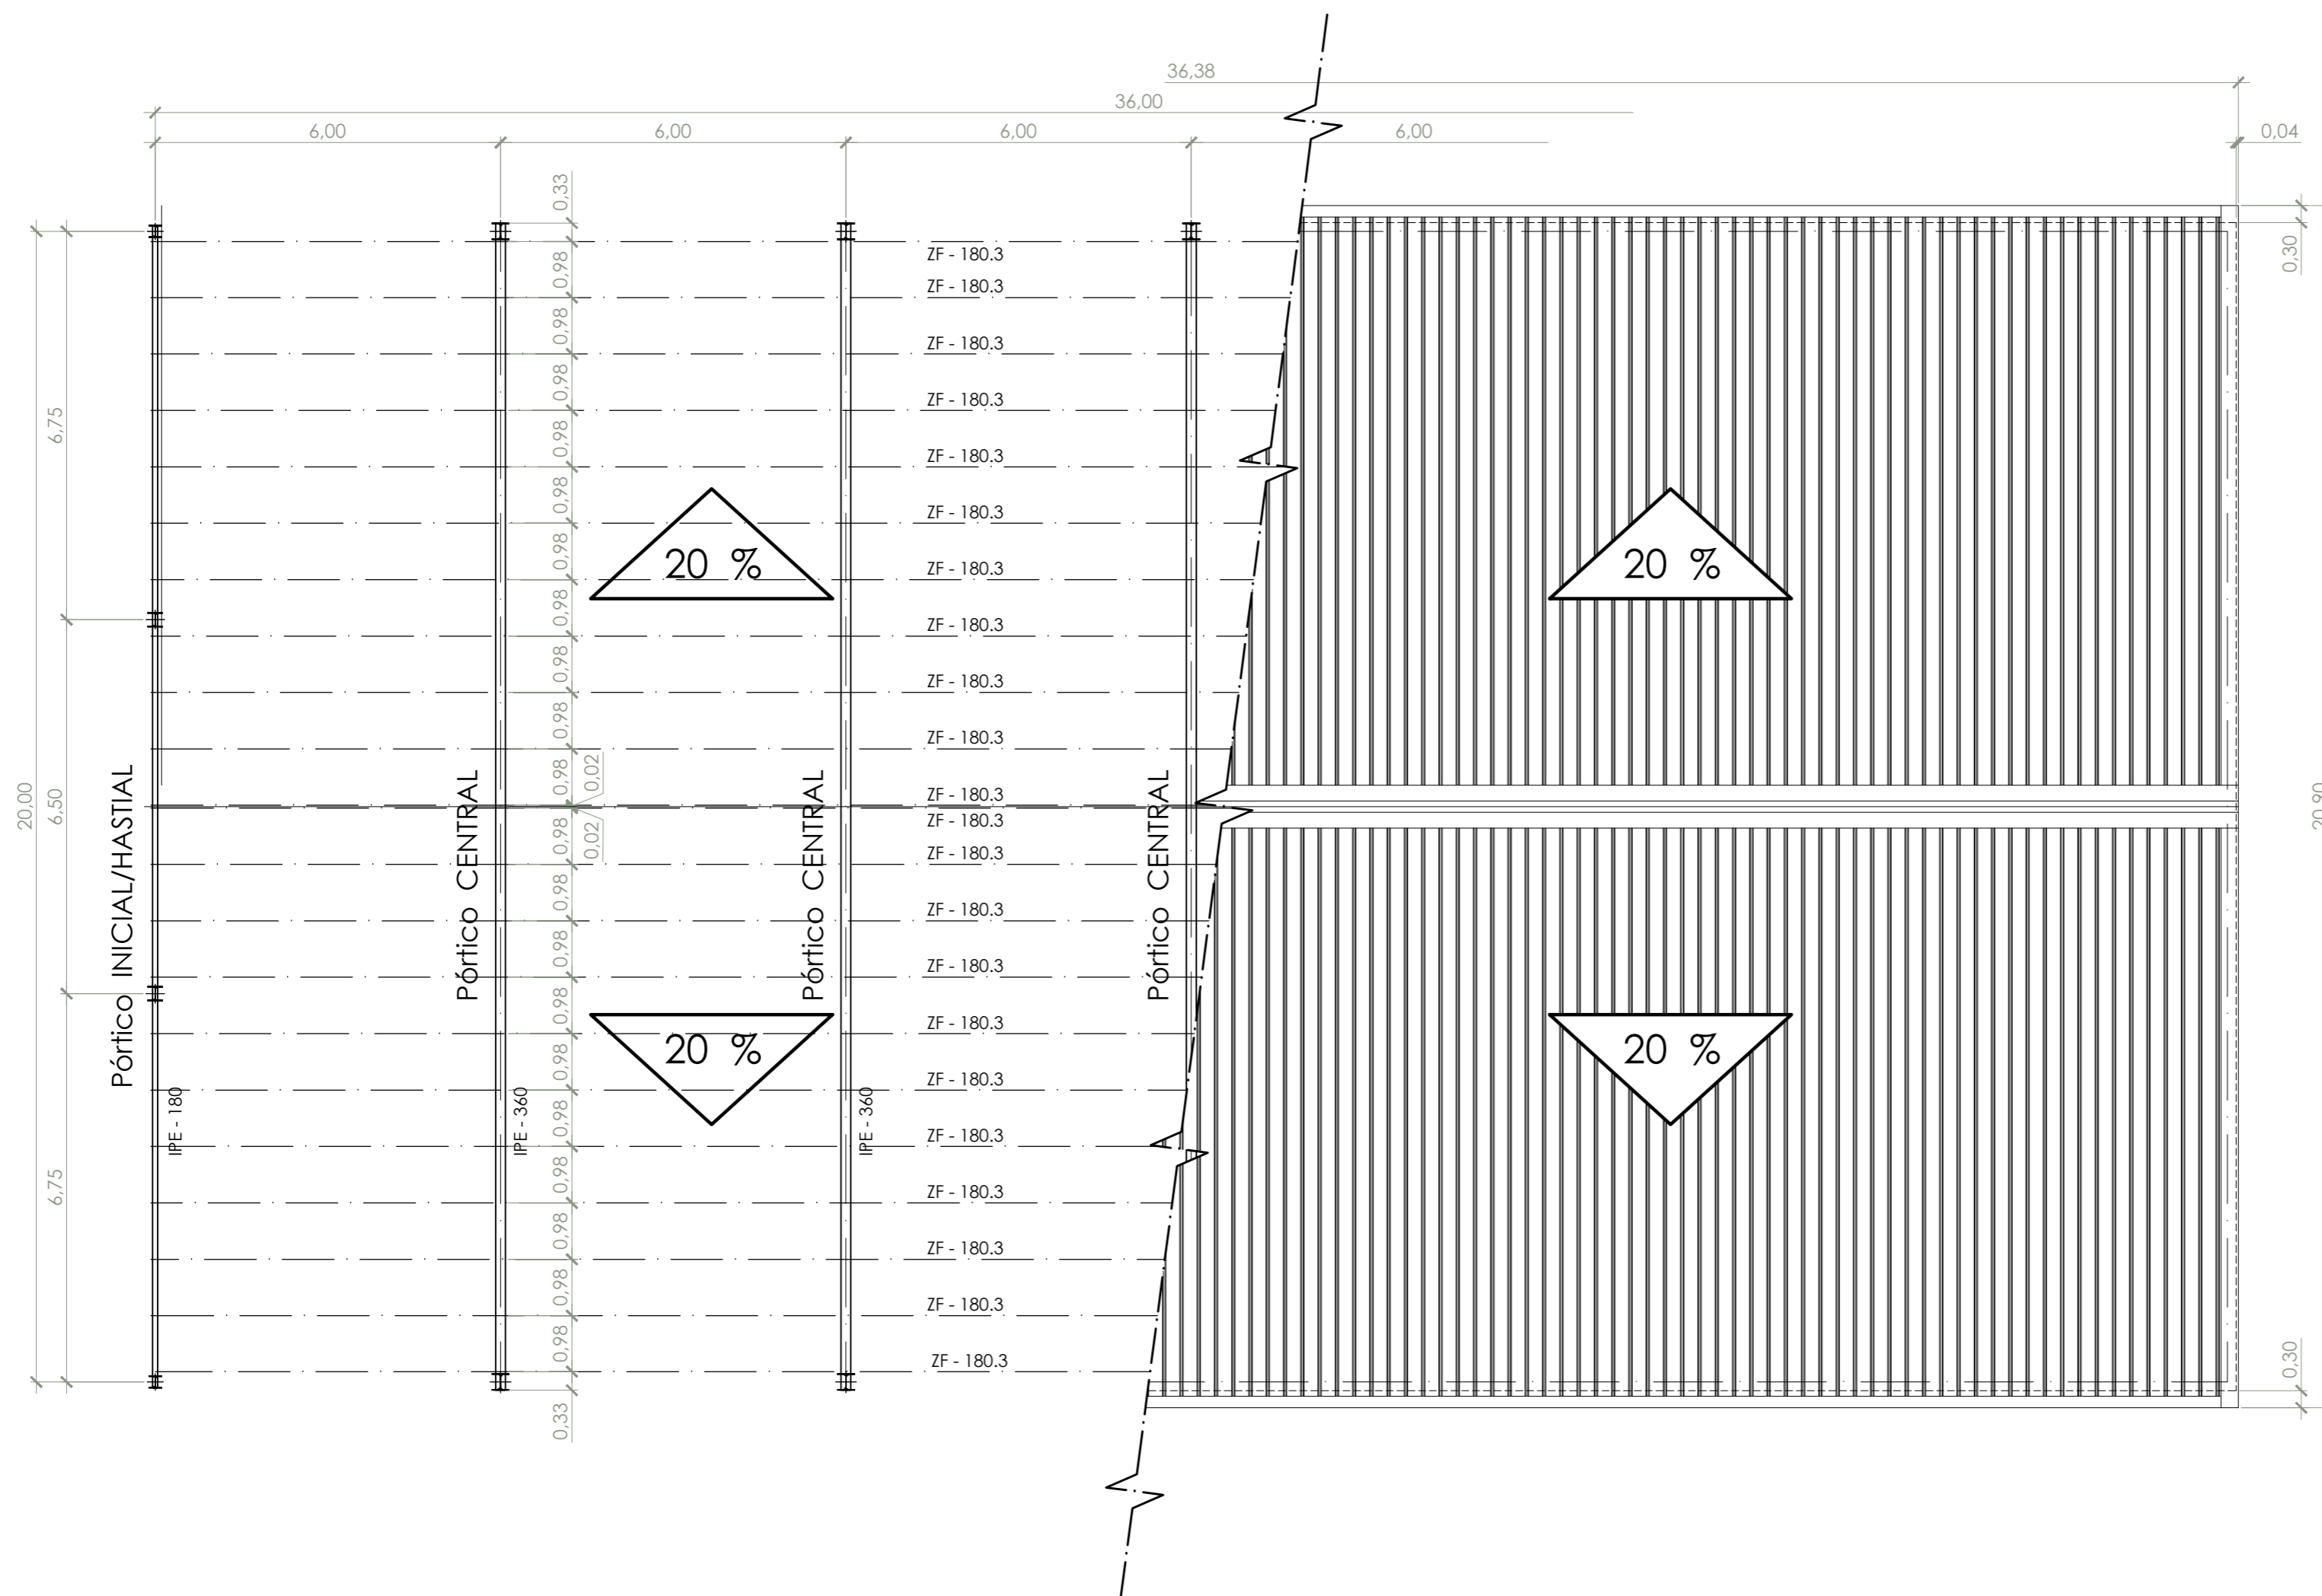 36,38
36,00
6,00
6,00
6,00
6,00
0,04
0,33
0,30
ZF - 180.3
0,98
ZF - 180.3
0,98
ZF - 180.3
0,98
ZF - 180.3
6,75
0,98
ZF - 180.3
0,98
ZF - 180.3
20 %
20 %
0,98
ZF - 180.3
0,98
ZF - 180.3
0,98
ZF - 180.3
0,98
ZF - 180.3
0,98
0,02
ZF - 180.3
20,00
6,50
20,90
Pórtico INICIAL/HASTIAL
Pórtico CENTRAL
Pórtico CENTRAL
Pórtico CENTRAL
ZF - 180.3
0,98
0,02
ZF - 180.3
0,98
ZF - 180.3
0,98
ZF - 180.3
0,98
ZF - 180.3
20 %
20 %
0,98
ZF - 180.3
IPE - 180
IPE - 360
IPE - 360
0,98
ZF - 180.3
6,75
0,98
ZF - 180.3
0,98
ZF - 180.3
0,98
ZF - 180.3
0,98
ZF - 180.3
0,30
0,33